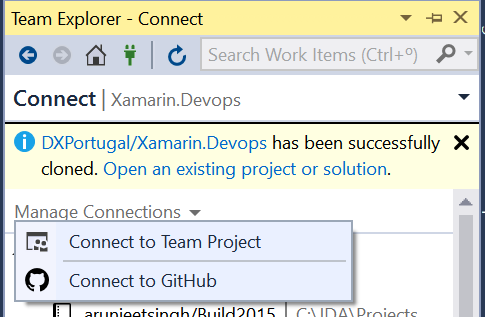 Team Explorer - Connect
Search Work Items (Ctrl+º)
Connect | Xamarin.Devops
DXPortugal/Xamarin.Devops has been successfully
cloned. Open an existing project or solution.
Manage Connections
Connect to Team Project
Connect to GitHub
arunjeetsingh/Build2015 | C:\IDA\Projects